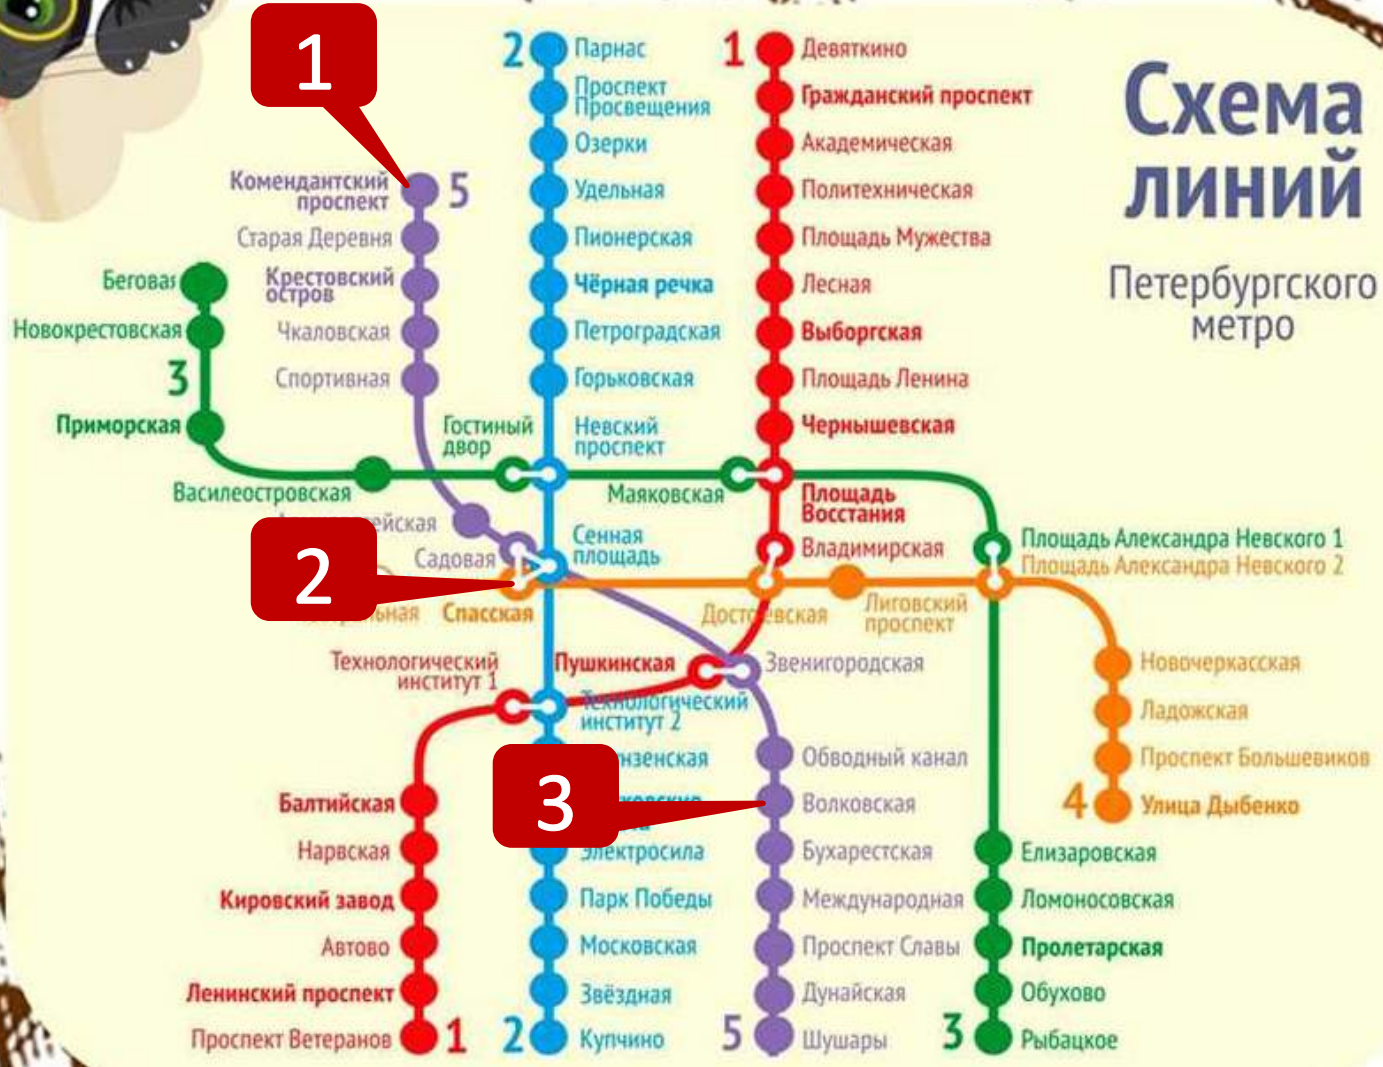 1
2
Парнас
1
Девяткино
Схема
линий
Петербургского
метро
Проспект
Просвещения
Гражданский проспект
Озерки
Академическая
Комендантский
проспект
5
Удельная
Политехническая
Старая Деревня
Пионерская
Площадь Мужества
Беговая
Крестовский
остров
Чёрная речка
Лесная
Новокрестовская
Чкаловская
Петроградская
Выборгская
3
Спортивная
Горьковская
Площадь Ленина
Приморская
Гостиный
двор
Невский
проспект
Чернышевская
Василеостровская
Маяковская
Площадь
Восстания
Садовая
Сенная
площадь
Владимирская
Площадь Александра Невского 1
Площадь Александра Невского 2
2
Спасская
Достоевская
Лиговский
проспект
Технологический
институт 1
Пушкинская
Звенигородская
Новочеркасская
Технологический
институт 2
Ладожская
3
Обводный канал
Проспект Большевиков
Балтийская
Волковская
4
Улица Дыбенко
Нарвская
Электросила
Бухарестская
Елизаровская
Кировский завод
Парк Победы
Международная
Ломоносовская
Автово
Московская
Проспект Славы
Пролетарская
Ленинский проспект
Звёздная
Дунайская
Обухово
Проспект Ветеранов
1
2
Купчино
5
Шушары
3
Рыбацкое